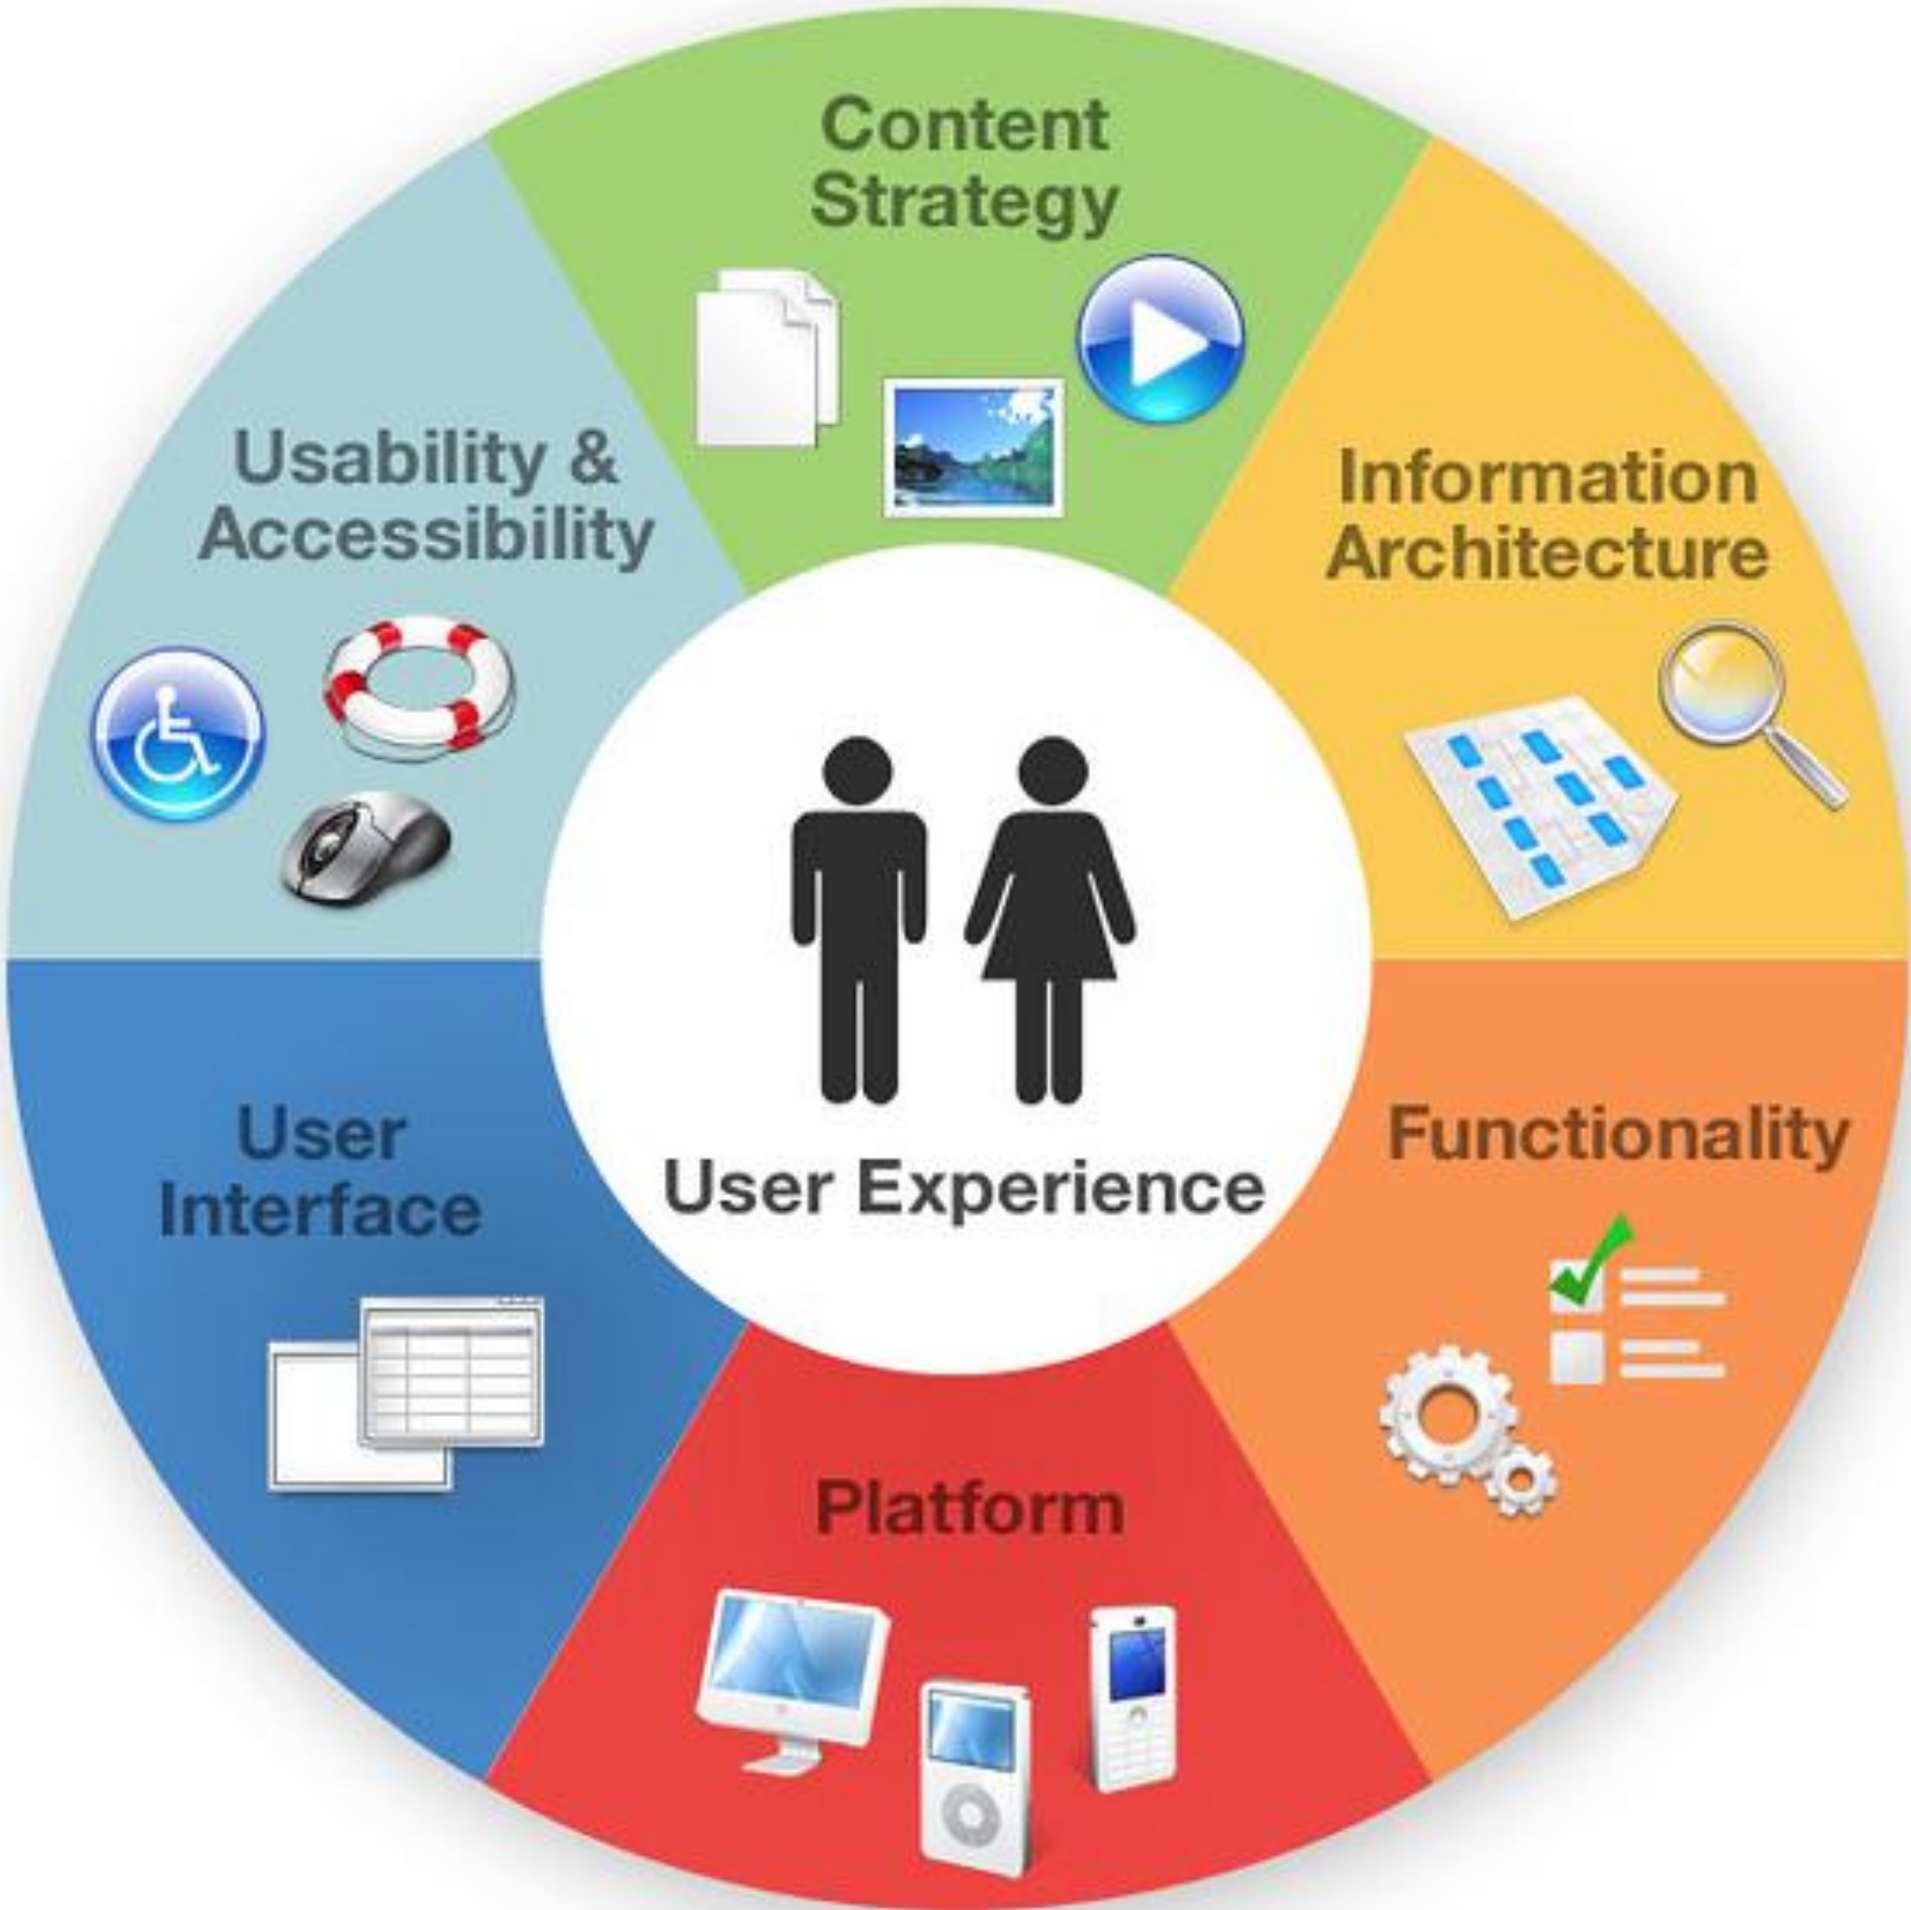 Content
Strategy
Usability &
Accessibility
Information
Architecture
User Experience
User
Interface
Functionality
Platform